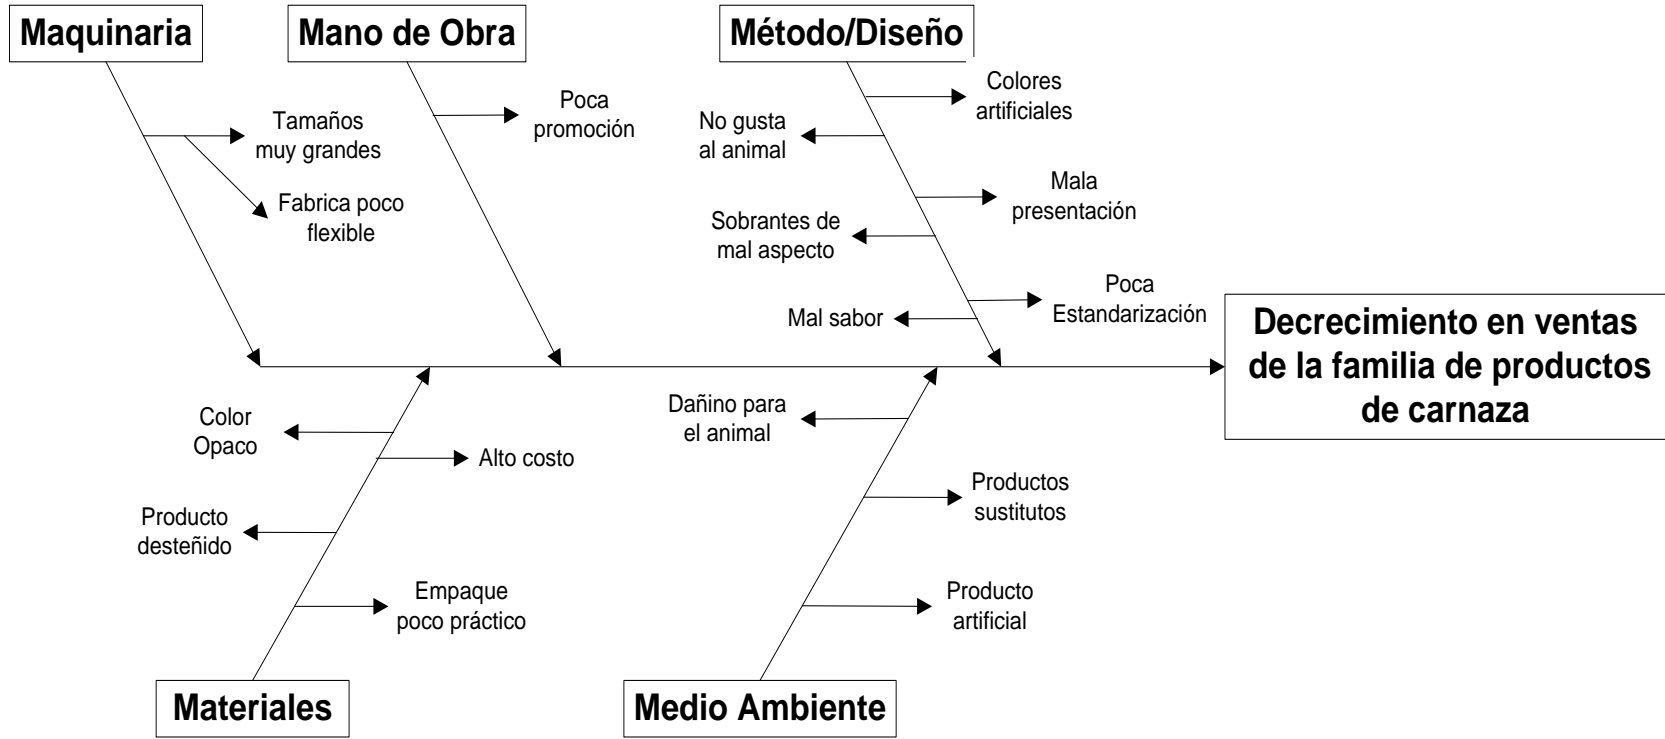 Maquinaria
Mano de Obra
Método/Diseño
Tamaños
muy grandes
Fabrica poco
flexible
Poca
promoción
Colores
artificiales
No gusta
al animal
Mala
presentación
Sobrantes de
mal aspecto
Poca
Estandarización
Mal sabor
Decrecimiento en ventas
de la familia de productos
de carnaza
Color
Opaco
Alto costo
Producto
desteñido
Empaque
poco práctico
Dañino para
el animal
Productos
sustitutos
Producto
artificial
Materiales
Medio Ambiente